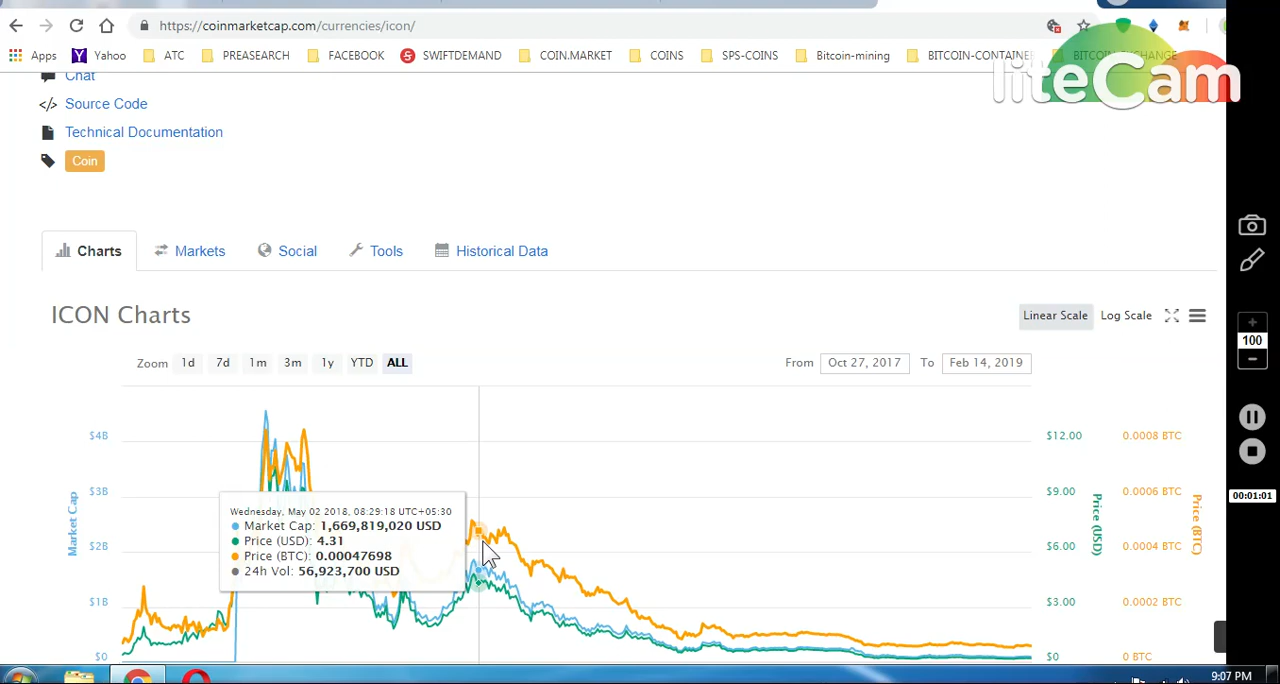 https://coinmarketcap.com/currencies/icon/
Apps Yahoo ATC PREASEARCH FACEBOOK SWIFTDEMAND COIN.MARKET COINS SPS-COINS Bitcoin-mining BITCOIN-CONTAINE BITCOIN-EXCHANGE
liteCam
Chat
</> Source Code
Technical Documentation
Coin
Charts Markets Social Tools Historical Data
ICON Charts
Linear Scale Log Scale
100
Zoom 1d 7d 1m 3m 1y YTD ALL
From Oct 27, 2017 To Feb 14, 2019
$4B $12.00 0.0008 BTC
$3B $9.00 0.0006 BTC
$2B $6.00 0.0004 BTC
$1B $3.00 0.0002 BTC
$0 $0 0 BTC
Market Cap
Price (USD)
Price (BTC)
Wednesday, May 02 2018, 08:29:18 UTC+05:30
Market Cap: 1,669,819,020 USD
Price (USD): 4.31
Price (BTC): 0.00047698
24h Vol: 56,923,700 USD
00:01:01
9:07 PM